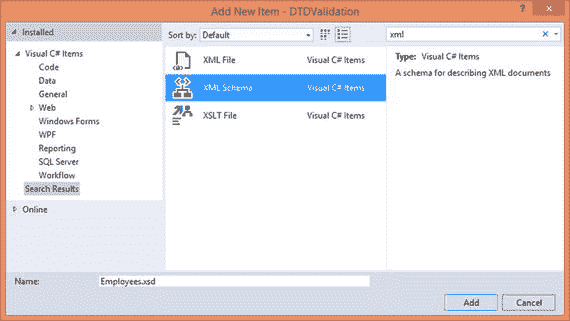 Add New Item - DTDValidation
? ×
Installed
Sort by: Default
xml
Visual C# Items
Code
Data
General
Web
Windows Forms
WPF
Reporting
SQL Server
Workflow
Search Results
Online
XML File Visual C# Items
XML Schema Visual C# Items
XSLT File Visual C# Items
Type: Visual C# Items
A schema for describing XML documents
Name: Employees.xsd
Add Cancel